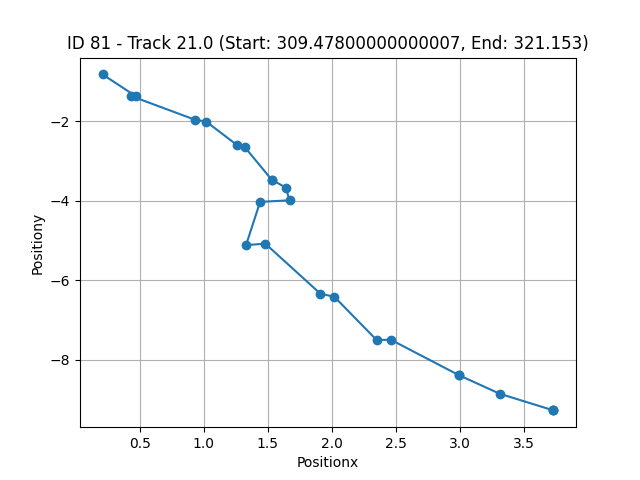 ID 81 - Track 21.0 (Start: 309.47800000000007, End: 321.153)
Positiony
−2
−4
−6
−8
0.5 1.0 1.5 2.0 2.5 3.0 3.5
Positionx